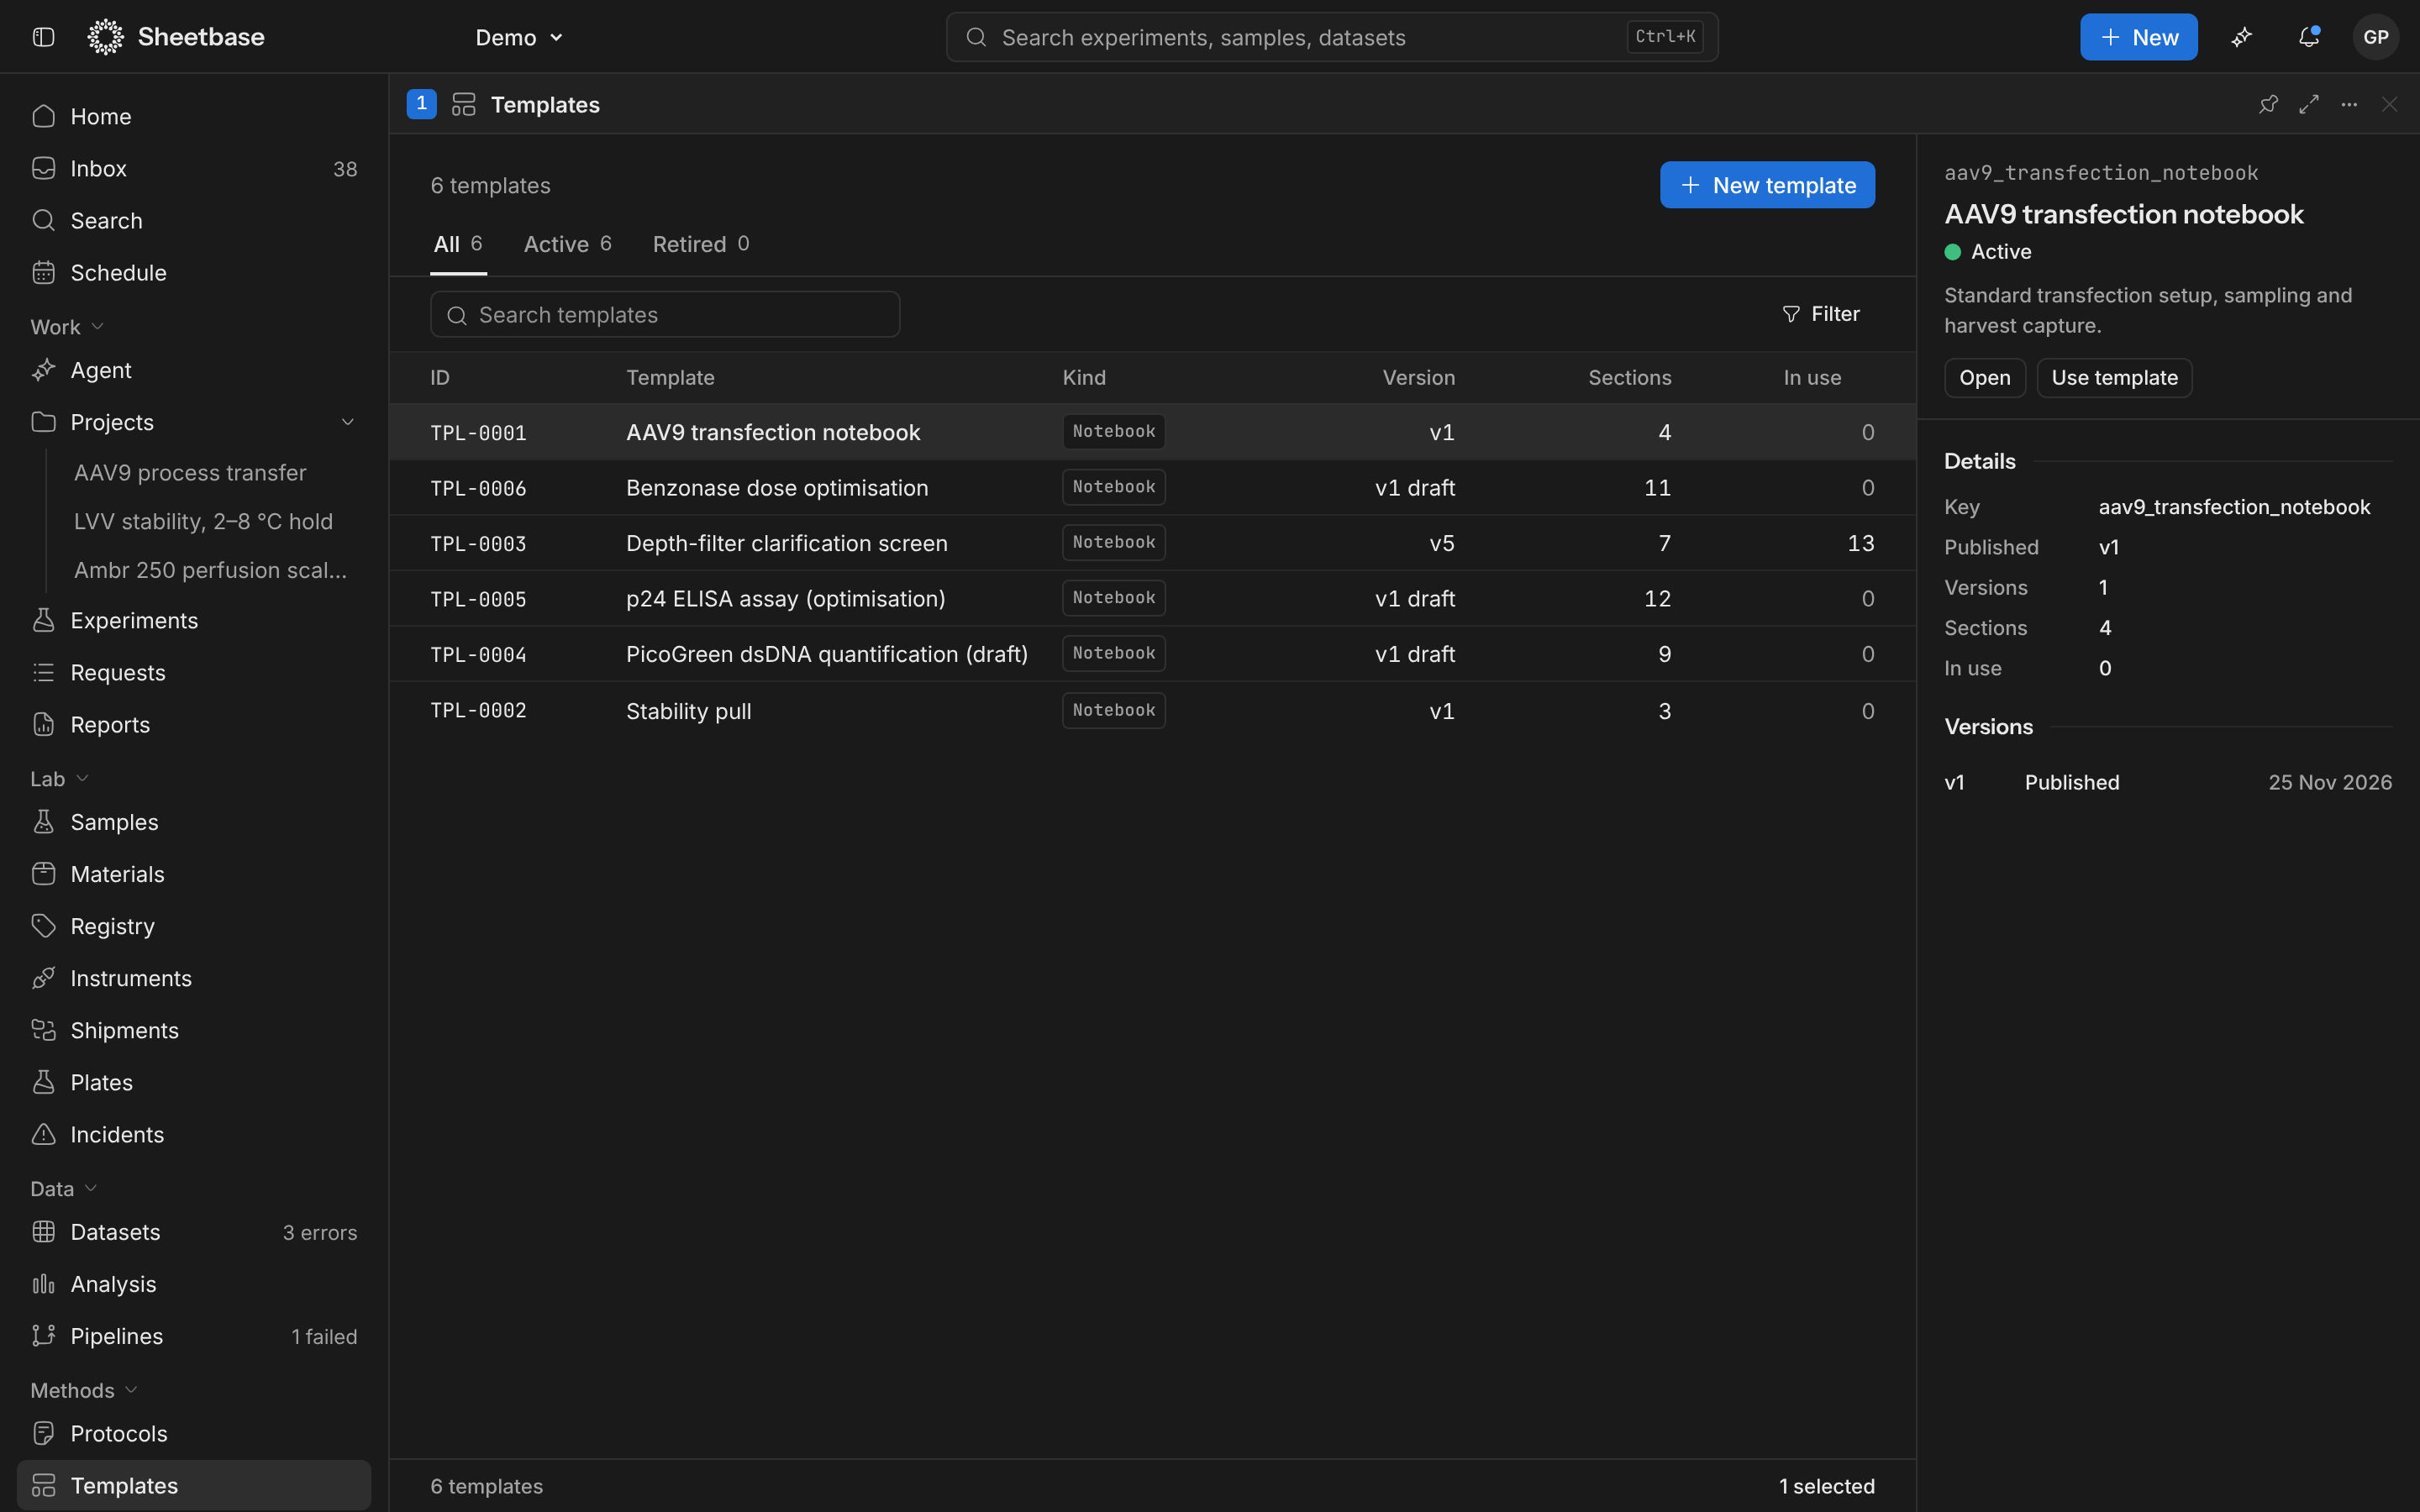 Sheetbase
Demo
Search experiments, samples, datasets
Ctrl+K
New
GP
Home
Inbox 38
Search
Schedule
Work
Agent
Projects
AAV9 process transfer
LVV stability, 2–8 °C hold
Ambr 250 perfusion scal...
Experiments
Requests
Reports
Lab
Samples
Materials
Registry
Instruments
Shipments
Plates
Incidents
Data
Datasets 3 errors
Analysis
Pipelines 1 failed
Methods
Protocols
Templates
1 Templates
6 templates
New template
All 6 Active 6 Retired 0
Search templates
Filter
ID Template Kind Version Sections In use
TPL-0001 AAV9 transfection notebook Notebook v1 4 0
TPL-0006 Benzonase dose optimisation Notebook v1 draft 11 0
TPL-0003 Depth-filter clarification screen Notebook v5 7 13
TPL-0005 p24 ELISA assay (optimisation) Notebook v1 draft 12 0
TPL-0004 PicoGreen dsDNA quantification (draft) Notebook v1 draft 9 0
TPL-0002 Stability pull Notebook v1 3 0
6 templates
1 selected
aav9_transfection_notebook
AAV9 transfection notebook
Active
Standard transfection setup, sampling and
harvest capture.
Open
Use template
Details
Key aav9_transfection_notebook
Published v1
Versions 1
Sections 4
In use 0
Versions
v1 Published 25 Nov 2026